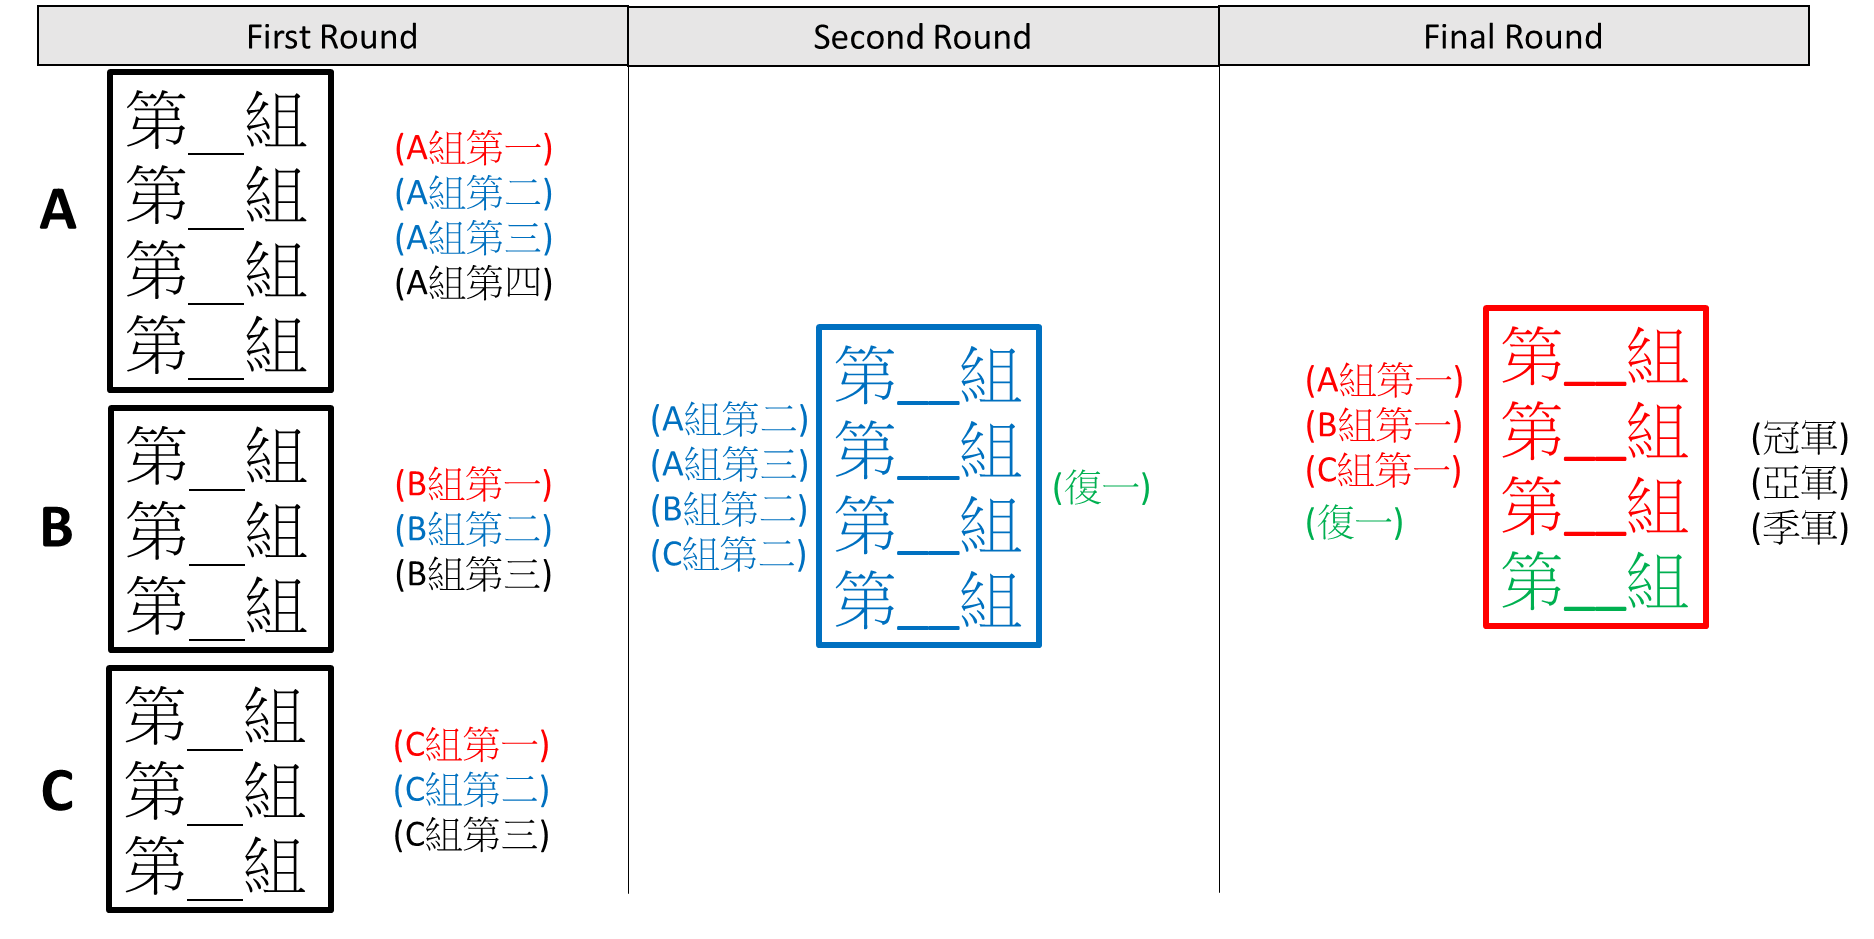 First Round
Second Round
Final Round
A
第__組
第__組
第__組
第__組
(A組第一)
(A組第二)
(A組第三)
(A組第四)
B
第__組
第__組
第__組
(B組第一)
(B組第二)
(B組第三)
C
第__組
第__組
第__組
(C組第一)
(C組第二)
(C組第三)
(A組第二)
(A組第三)
(B組第二)
(C組第二)
第__組
第__組
第__組
第__組
(復一)
(A組第一)
(B組第一)
(C組第一)
(復一)
第__組
第__組
第__組
第__組
(冠軍)
(亞軍)
(季軍)